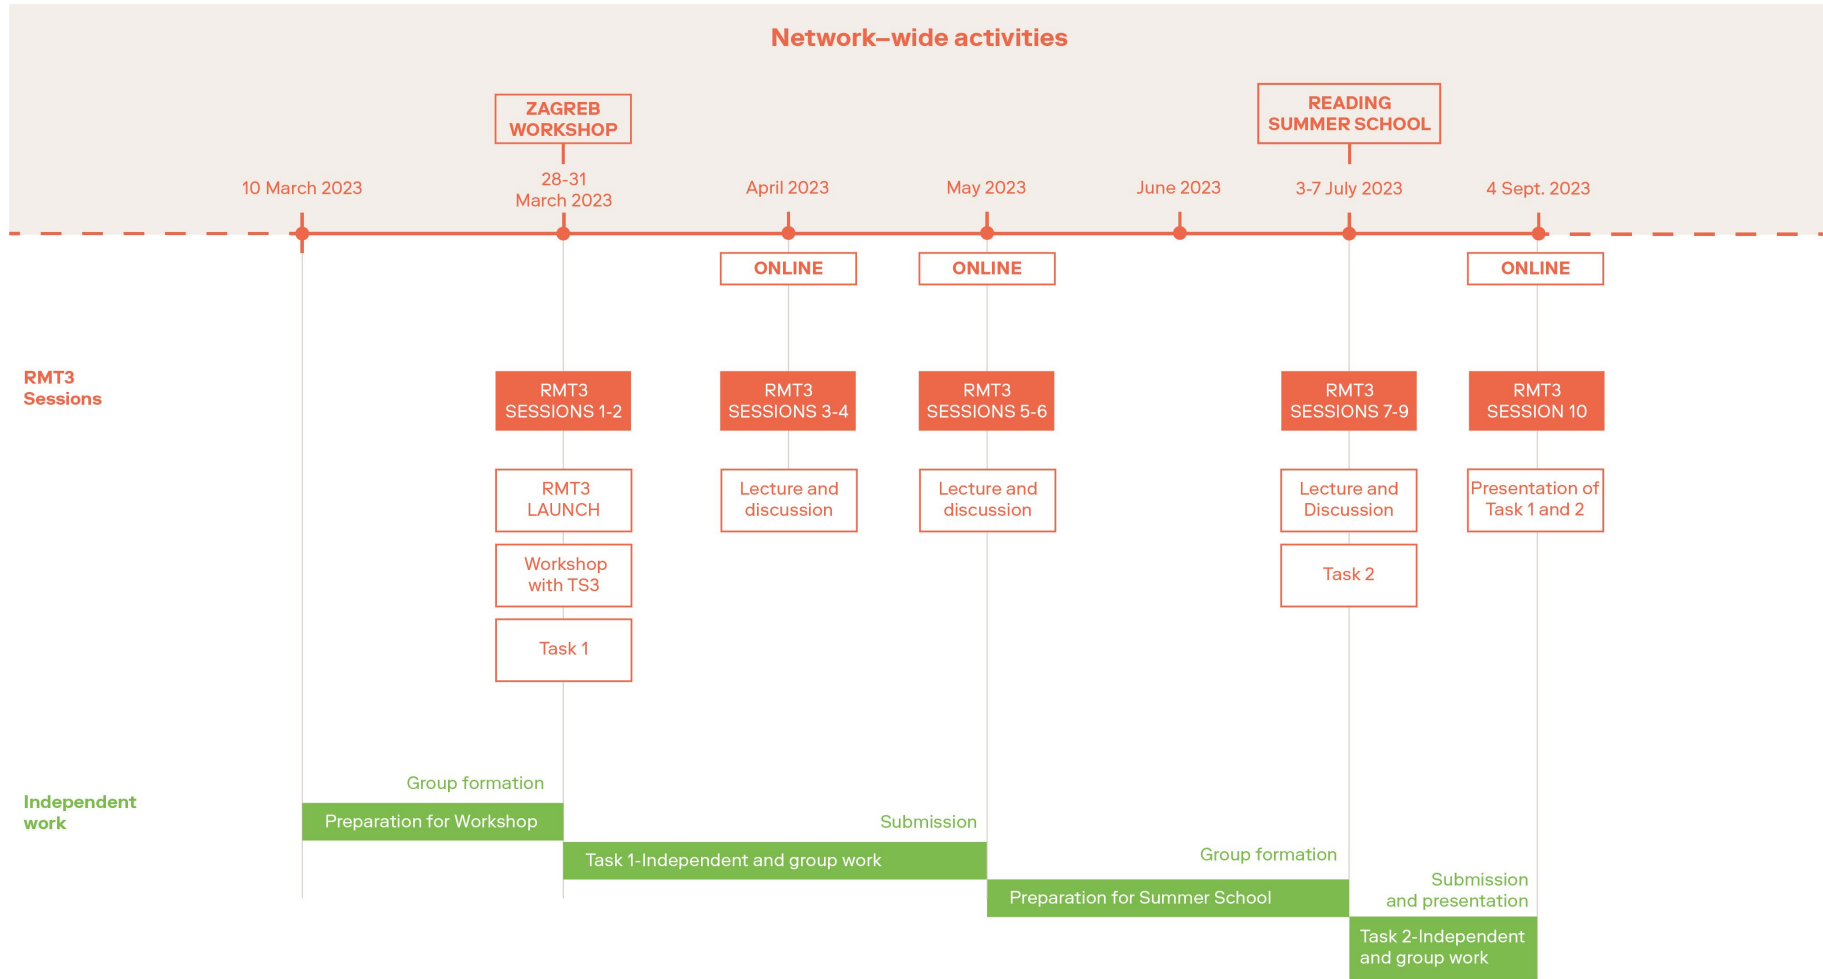 Network–wide activities
ZAGREB
WORKSHOP
READING
SUMMER SCHOOL
10 March 2023
28-31
March 2023
April 2023
May 2023
June 2023
3-7 July 2023
4 Sept. 2023
ONLINE
ONLINE
ONLINE
RMT3
Sessions
RMT3
SESSIONS 1-2
RMT3
SESSIONS 3-4
RMT3
SESSIONS 5-6
RMT3
SESSIONS 7-9
RMT3
SESSION 10
RMT3
LAUNCH
Lecture and
discussion
Lecture and
discussion
Lecture and
Discussion
Presentation of
Task 1 and 2
Workshop
with TS3
Task 2
Task 1
Independent
work
Group formation
Preparation for Workshop
Submission
Task 1-Independent and group work
Group formation
Preparation for Summer School
Submission
and presentation
Task 2-Independent
and group work